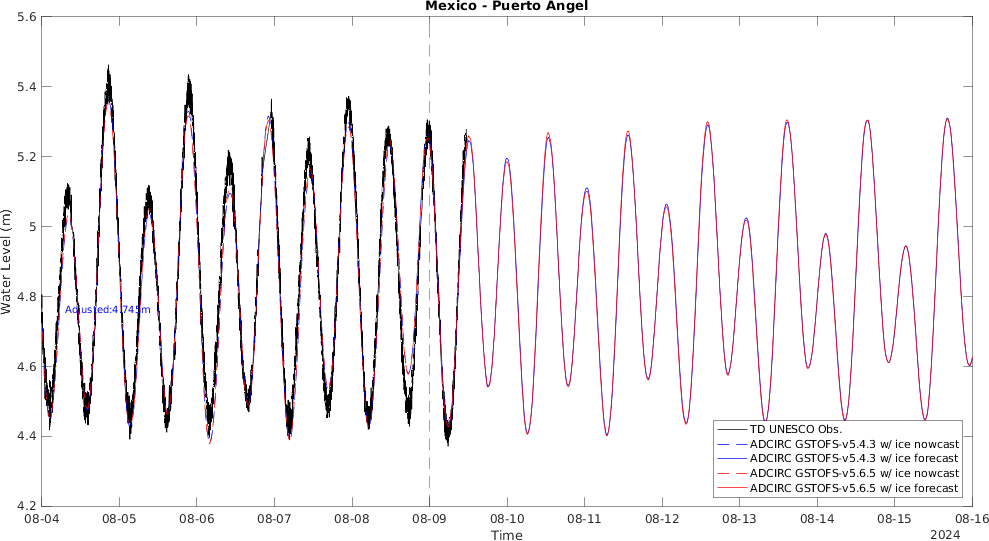 Mexico - Puerto Angel
5.6
5.4
5.2
5
4.8
4.6
4.4
4.2
Water Level (m)
Adjusted:4.745m
TD UNESCO Obs.
ADCIRC GSTOFS-v5.4.3 w/ ice nowcast
ADCIRC GSTOFS-v5.4.3 w/ ice forecast
ADCIRC GSTOFS-v5.6.5 w/ ice nowcast
ADCIRC GSTOFS-v5.6.5 w/ ice forecast
08-04 08-05 08-06 08-07 08-08 08-09 08-10 08-11 08-12 08-13 08-14 08-15 08-16
Time
2024